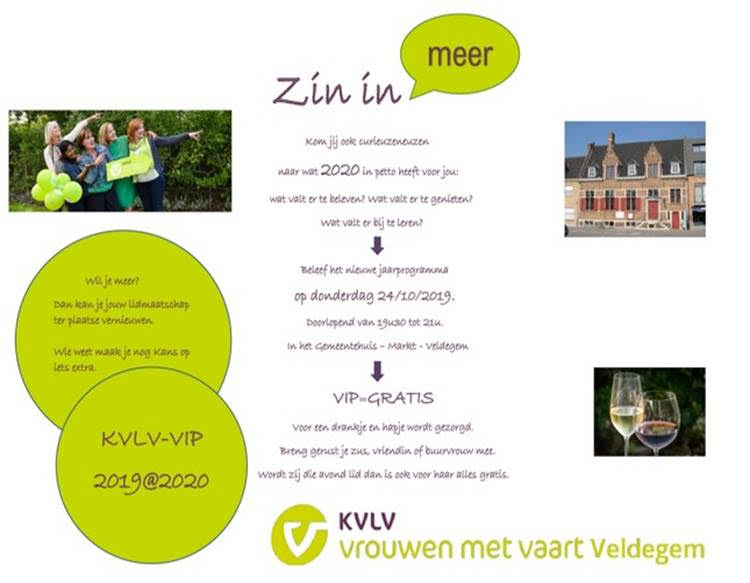 Zin in
meer
Kom jij ook curieuzeneuzen
naar wat 2020 in petto heeft voor jou:
wat valt er te beleven? Wat valt er te genieten?
Wat valt er bij te leren?
Beleef het nieuwe jaarprogramma
op donderdag 24/10/2019.
Doorlopend van 19u30 tot 21u.
In het Gemeentehuis – Markt - Veldegem
VIP=GRATIS
Voor een drankje en hapje wordt gezorgd.
Breng gerust je zus, vriendin of buurvrouw mee.
Wordt zij die avond lid dan is ook voor haar alles gratis.
Wil je meer?
Dan kan je jouw lidmaatschap
ter plaatse vernieuwen.
Wie weet maak je nog Kans op
iets extra.
KVLV-VIP
2019@2020
KVLV
vrouwen met vaart Veldegem